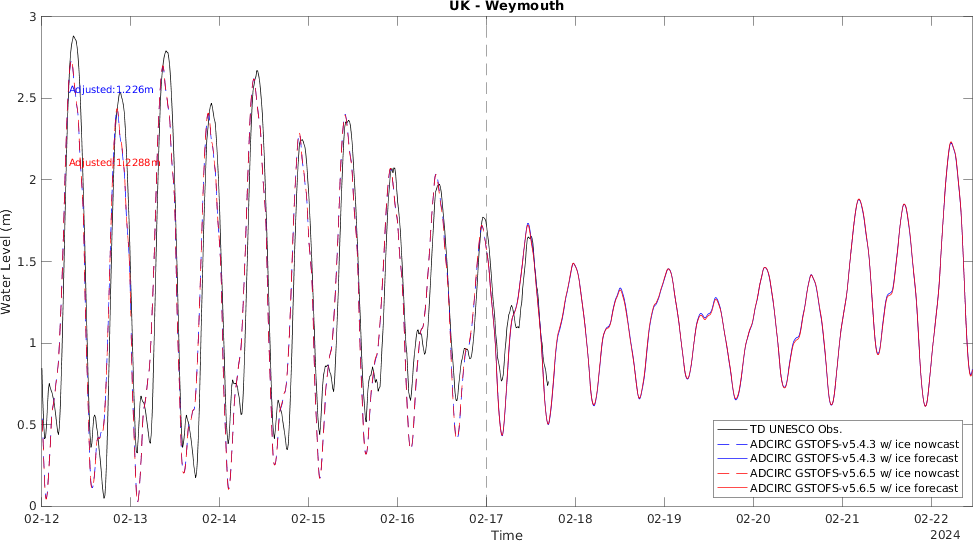 UK - Weymouth
3
2.5
2
1.5
1
0.5
0
Water Level (m)
Adjusted:1.226m
Adjusted:1.2288m
TD UNESCO Obs.
ADCIRC GSTOFS-v5.4.3 w/ ice nowcast
ADCIRC GSTOFS-v5.4.3 w/ ice forecast
ADCIRC GSTOFS-v5.6.5 w/ ice nowcast
ADCIRC GSTOFS-v5.6.5 w/ ice forecast
02-12 02-13 02-14 02-15 02-16 02-17 02-18 02-19 02-20 02-21 02-22
Time
2024